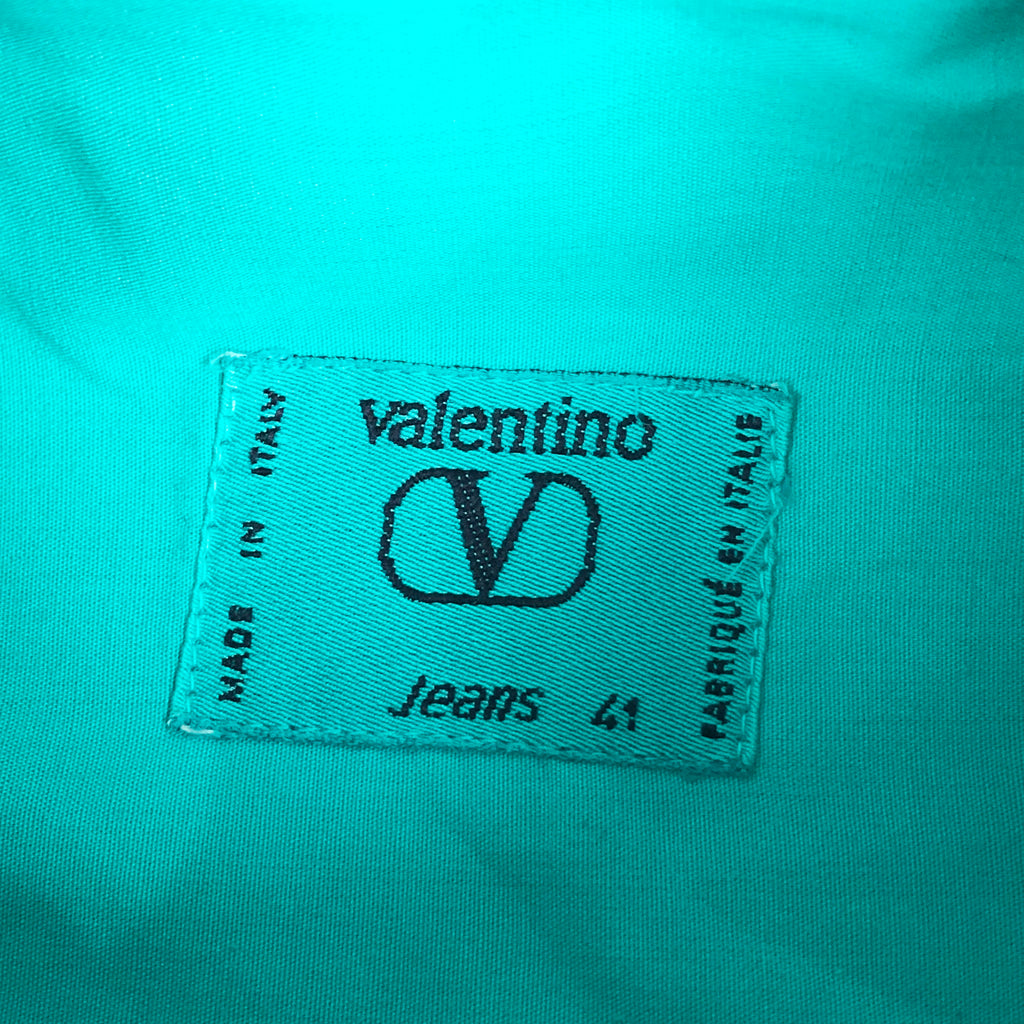 valentino
V
Jeans 41
MADE IN ITALY
FABRIQUÉ EN ITALIE